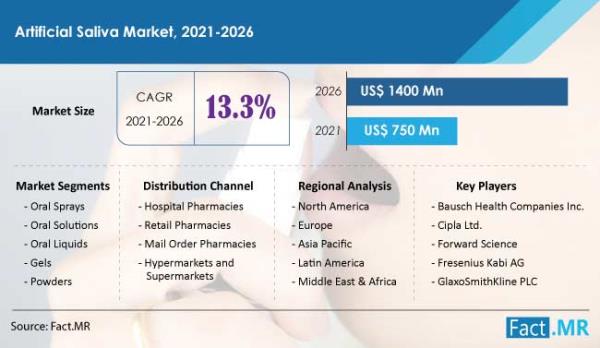 Artificial Saliva Market, 2021-2026
Market Size
CAGR
2021-2026
13.3%
2026
US$ 1400 Mn
2021
US$ 750 Mn
Market Segments
- Oral Sprays
- Oral Solutions
- Oral Liquids
- Gels
- Powders
Distribution Channel
- Hospital Pharmacies
- Retail Pharmacies
- Mail Order Pharmacies
- Hypermarkets and
Supermarkets
Regional Analysis
- North America
- Europe
- Asia Pacific
- Latin America
- Middle East & Africa
Key Players
- Bausch Health Companies Inc.
- Cipla Ltd.
- Forward Science
- Fresenius Kabi AG
- GlaxoSmithKline PLC
Source: Fact.MR
Fact.MR